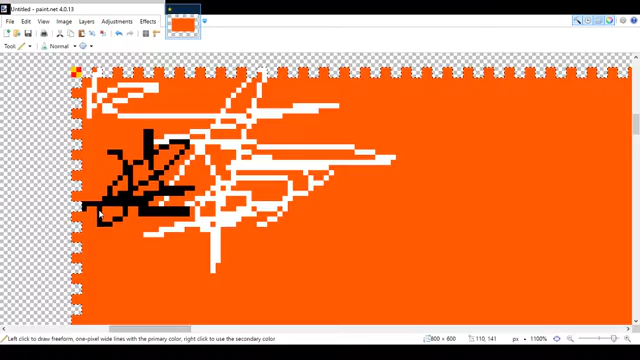 Untitled - paint.net 4.0.13
File Edit View Image Layers Adjustments Effects
Tool: Normal
Left click to draw freeform, one-pixel wide lines with the primary color, right click to use the secondary color 800 × 600 110, 141 px 1100%